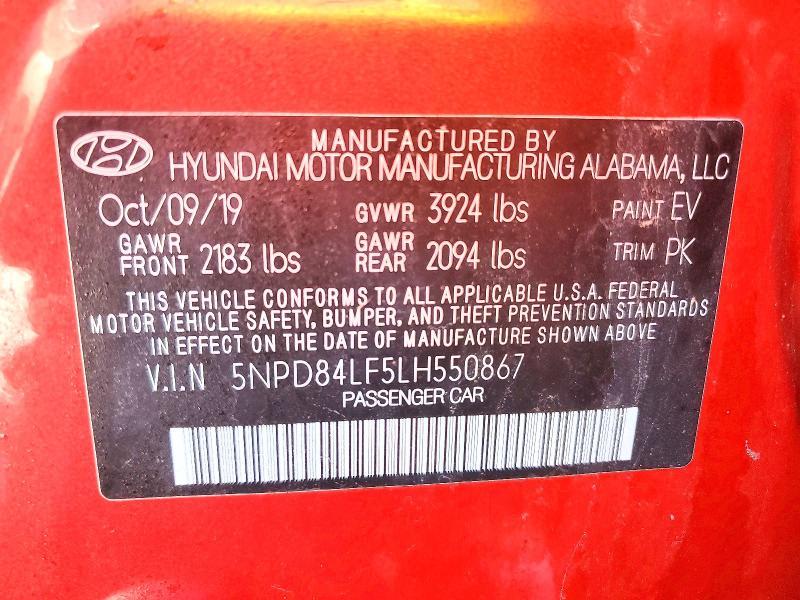 MANUFACTURED BY
HYUNDAI MOTOR MANUFACTURING ALABAMA, LLC
Oct/09/19 GVWR 3924 lbs PAINT EV
GAWR FRONT 2183 lbs GAWR REAR 2094 lbs TRIM PK
THIS VEHICLE CONFORMS TO ALL APPLICABLE U.S.A. FEDERAL
MOTOR VEHICLE SAFETY, BUMPER, AND THEFT PREVENTION STANDARDS
IN EFFECT ON THE DATE OF MANUFACTURE SHOWN ABOVE
V.I.N 5NPD84LF5LH550867
PASSENGER CAR